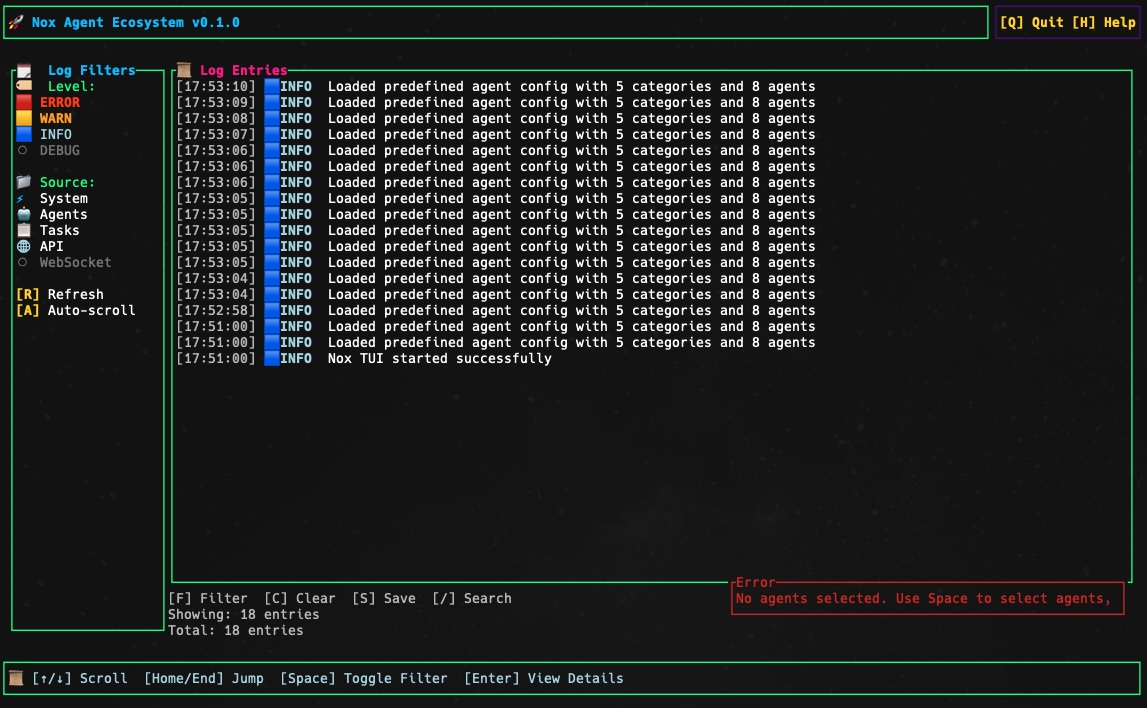 🚀 Nox Agent Ecosystem v0.1.0
[Q] Quit [H] Help
Log Filters
Level:
ERROR
WARN
INFO
DEBUG
Source:
System
Agents
Tasks
API
WebSocket
[R] Refresh
[A] Auto-scroll
Log Entries
[17:53:10] INFO Loaded predefined agent config with 5 categories and 8 agents
[17:53:09] INFO Loaded predefined agent config with 5 categories and 8 agents
[17:53:08] INFO Loaded predefined agent config with 5 categories and 8 agents
[17:53:07] INFO Loaded predefined agent config with 5 categories and 8 agents
[17:53:06] INFO Loaded predefined agent config with 5 categories and 8 agents
[17:53:06] INFO Loaded predefined agent config with 5 categories and 8 agents
[17:53:06] INFO Loaded predefined agent config with 5 categories and 8 agents
[17:53:05] INFO Loaded predefined agent config with 5 categories and 8 agents
[17:53:05] INFO Loaded predefined agent config with 5 categories and 8 agents
[17:53:05] INFO Loaded predefined agent config with 5 categories and 8 agents
[17:53:05] INFO Loaded predefined agent config with 5 categories and 8 agents
[17:53:05] INFO Loaded predefined agent config with 5 categories and 8 agents
[17:53:04] INFO Loaded predefined agent config with 5 categories and 8 agents
[17:53:04] INFO Loaded predefined agent config with 5 categories and 8 agents
[17:52:58] INFO Loaded predefined agent config with 5 categories and 8 agents
[17:51:00] INFO Loaded predefined agent config with 5 categories and 8 agents
[17:51:00] INFO Loaded predefined agent config with 5 categories and 8 agents
[17:51:00] INFO Nox TUI started successfully
[F] Filter [C] Clear [S] Save [/] Search
Showing: 18 entries
Total: 18 entries
Error
No agents selected. Use Space to select agents,
[↑/↓] Scroll [Home/End] Jump [Space] Toggle Filter [Enter] View Details